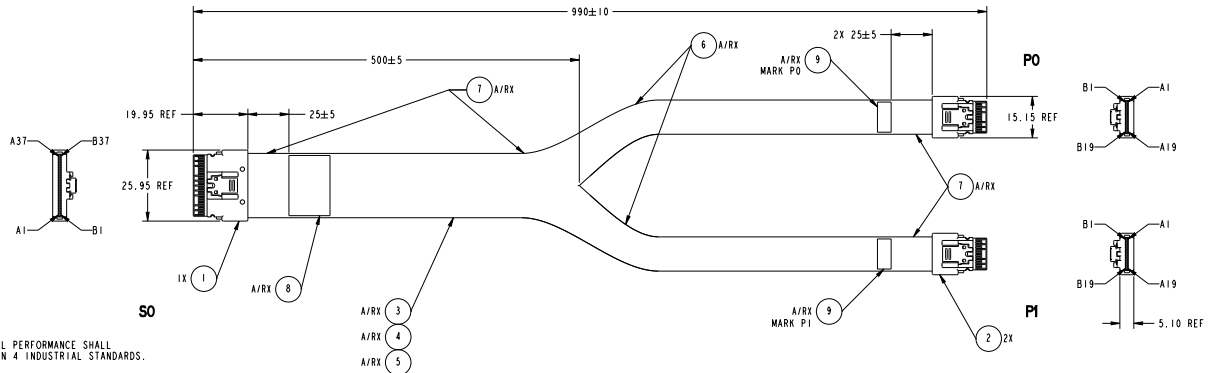 990±10
2X 25±5
6 A/RX
A/RX 9
MARK P0
P0
500±5
7 A/RX
B1 A1
19.95 REF
25±5
15.15 REF
A37 B37
B19 A19
25.95 REF
7 A/RX
B1 A1
A1 B1
1X 1
A/RX 8
B19 A19
S0
A/RX 3
A/RX 9
MARK P1
P1
5.10 REF
A/RX 4
2 2X
L PERFORMANCE SHALL
N 4 INDUSTRIAL STANDARDS.
A/RX 5